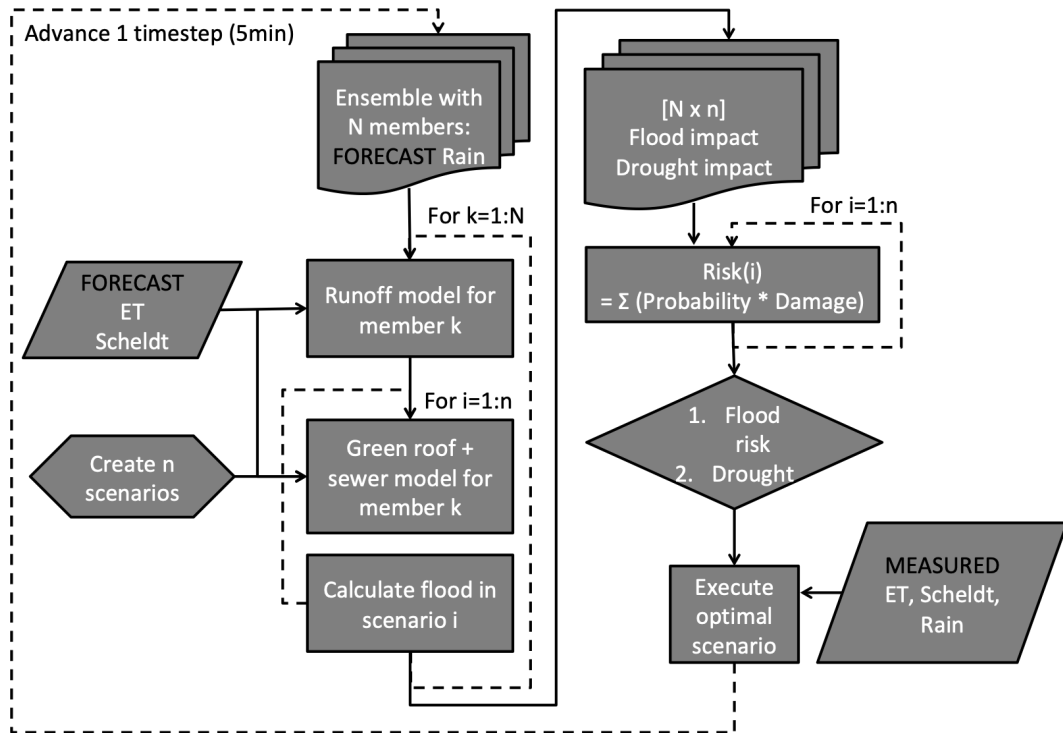 Advance 1 timestep (5min)
Ensemble with
N members:
FORECAST Rain
For k=1:N
FORECAST
ET
Scheldt
Runoff model for
member k
For i=1:n
Create n
scenarios
Green roof +
sewer model for
member k
Calculate flood in
scenario i
[N x n]
Flood impact
Drought impact
For i=1:n
Risk(i)
= Σ (Probability * Damage)
1. Flood
risk
2. Drought
Execute
optimal
scenario
MEASURED
ET, Scheldt,
Rain